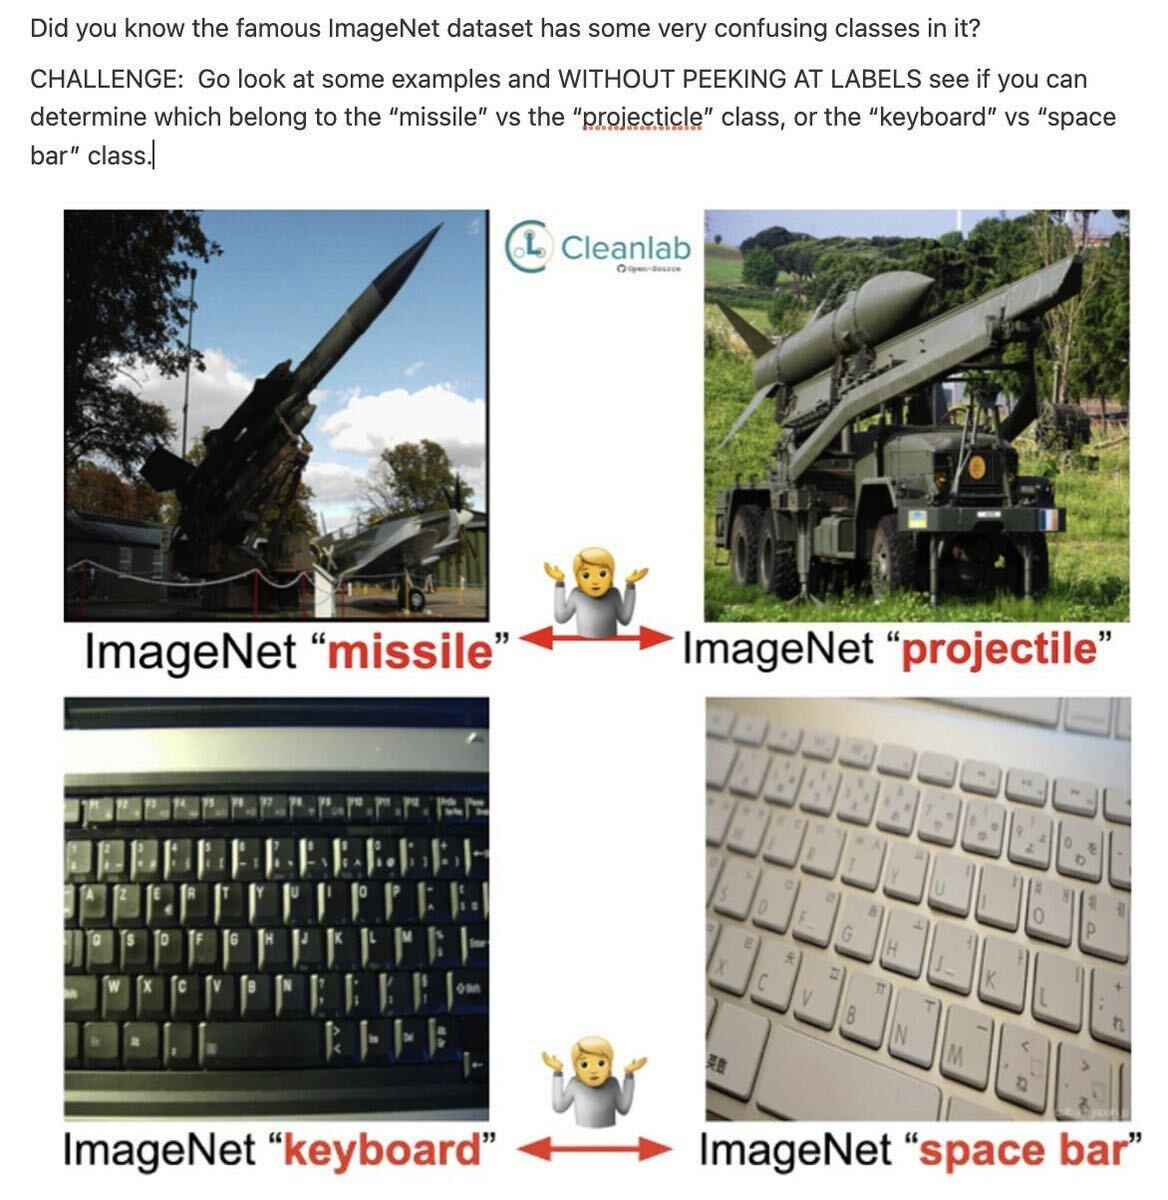 Did you know the famous ImageNet dataset has some very confusing classes in it?
CHALLENGE:  Go look at some examples and WITHOUT PEEKING AT LABELS see if you can
determine which belong to the “missile” vs the “projecticle” class, or the “keyboard” vs “space
bar” class.
Cleanlab
Open-Source
ImageNet “missile”
ImageNet “projectile”
ImageNet “keyboard”
ImageNet “space bar”